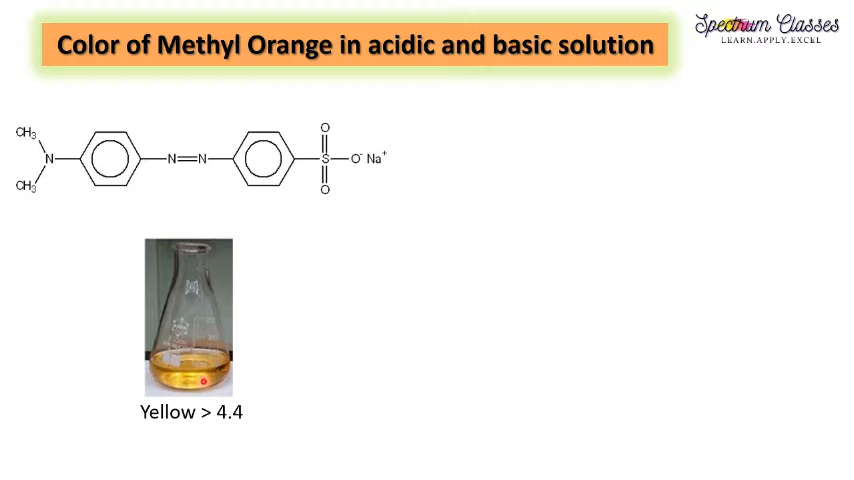 Spectrum Classes
LEARN.APPLY.EXCEL
Color of Methyl Orange in acidic and basic solution
CH3
N
CH3
N
N
O
S
O
O- Na+
Yellow > 4.4